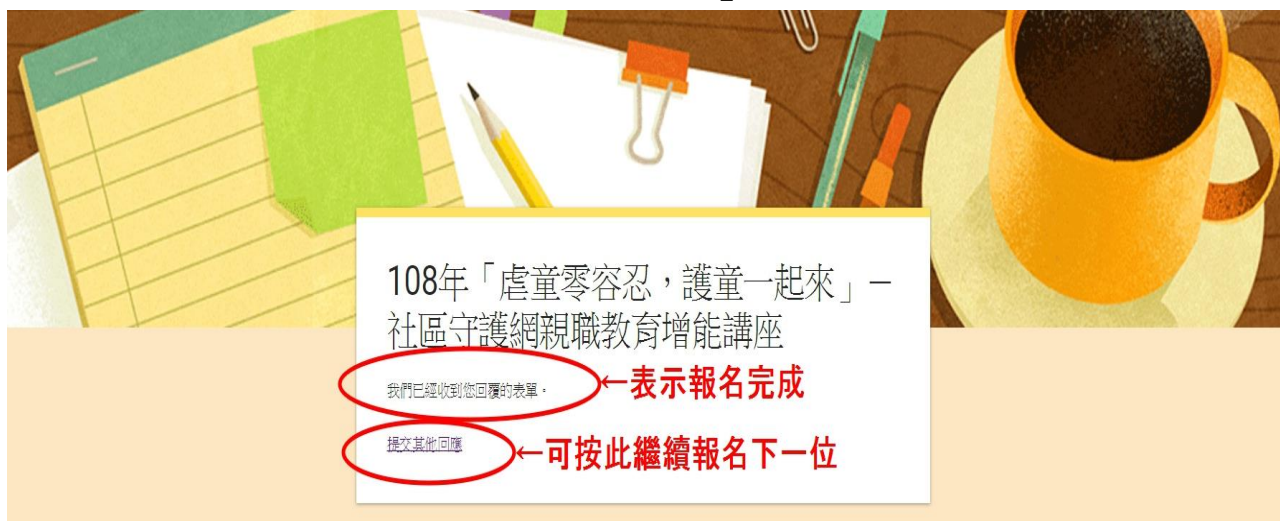 108年「虐童零容忍，護童一起來」－
社區守護網親職教育增能講座
我們已經收到您回覆的表單。←表示報名完成
提交其他回應←可按此繼續報名下一位